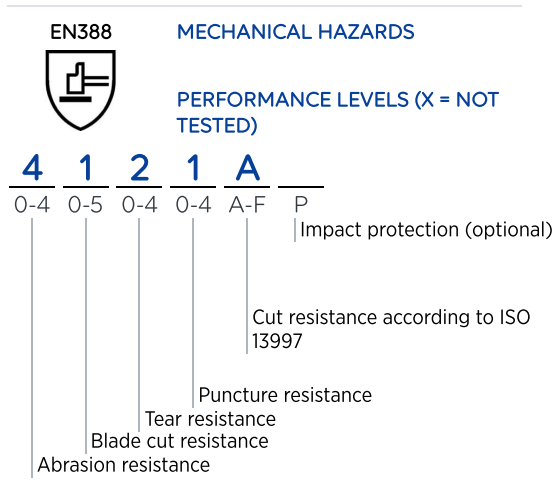 EN388
MECHANICAL HAZARDS
PERFORMANCE LEVELS (X = NOT
TESTED)
4 1 2 1 A
0-4 0-5 0-4 0-4 A-F P
Impact protection (optional)
Cut resistance according to ISO
13997
Puncture resistance
Tear resistance
Blade cut resistance
Abrasion resistance